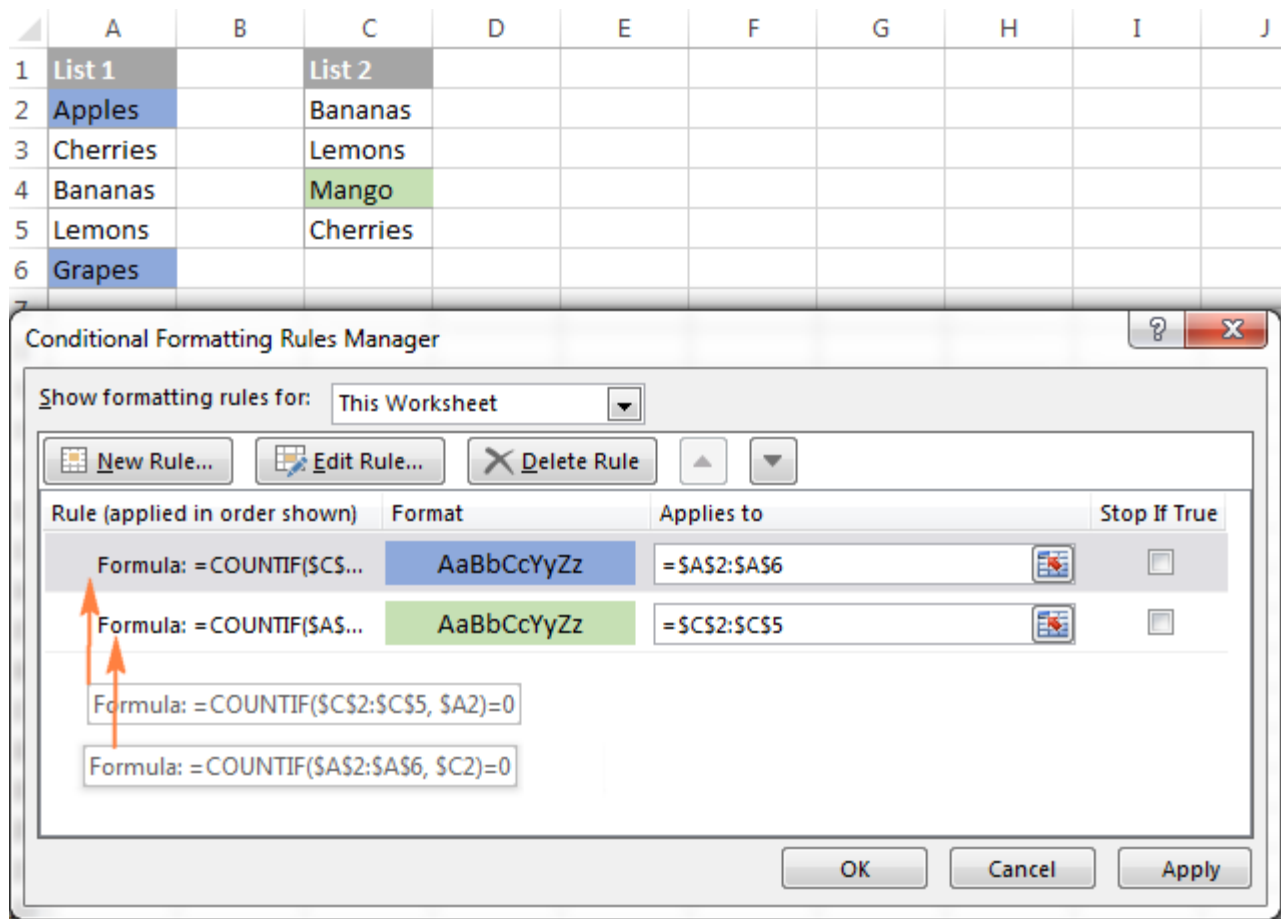 A B C D E F G H I J
1 List 1 List 2
2 Apples Bananas
3 Cherries Lemons
4 Bananas Mango
5 Lemons Cherries
6 Grapes
7
Conditional Formatting Rules Manager
Show formatting rules for: This Worksheet
New Rule... Edit Rule... Delete Rule
Rule (applied in order shown) Format Applies to Stop If True
Formula: =COUNTIF($C$... AaBbCcYyZz =$A$2:$A$6
Formula: =COUNTIF($A$... AaBbCcYyZz =$C$2:$C$5
Formula: =COUNTIF($C$2:$C$5, $A2)=0
Formula: =COUNTIF($A$2:$A$6, $C2)=0
OK Cancel Apply